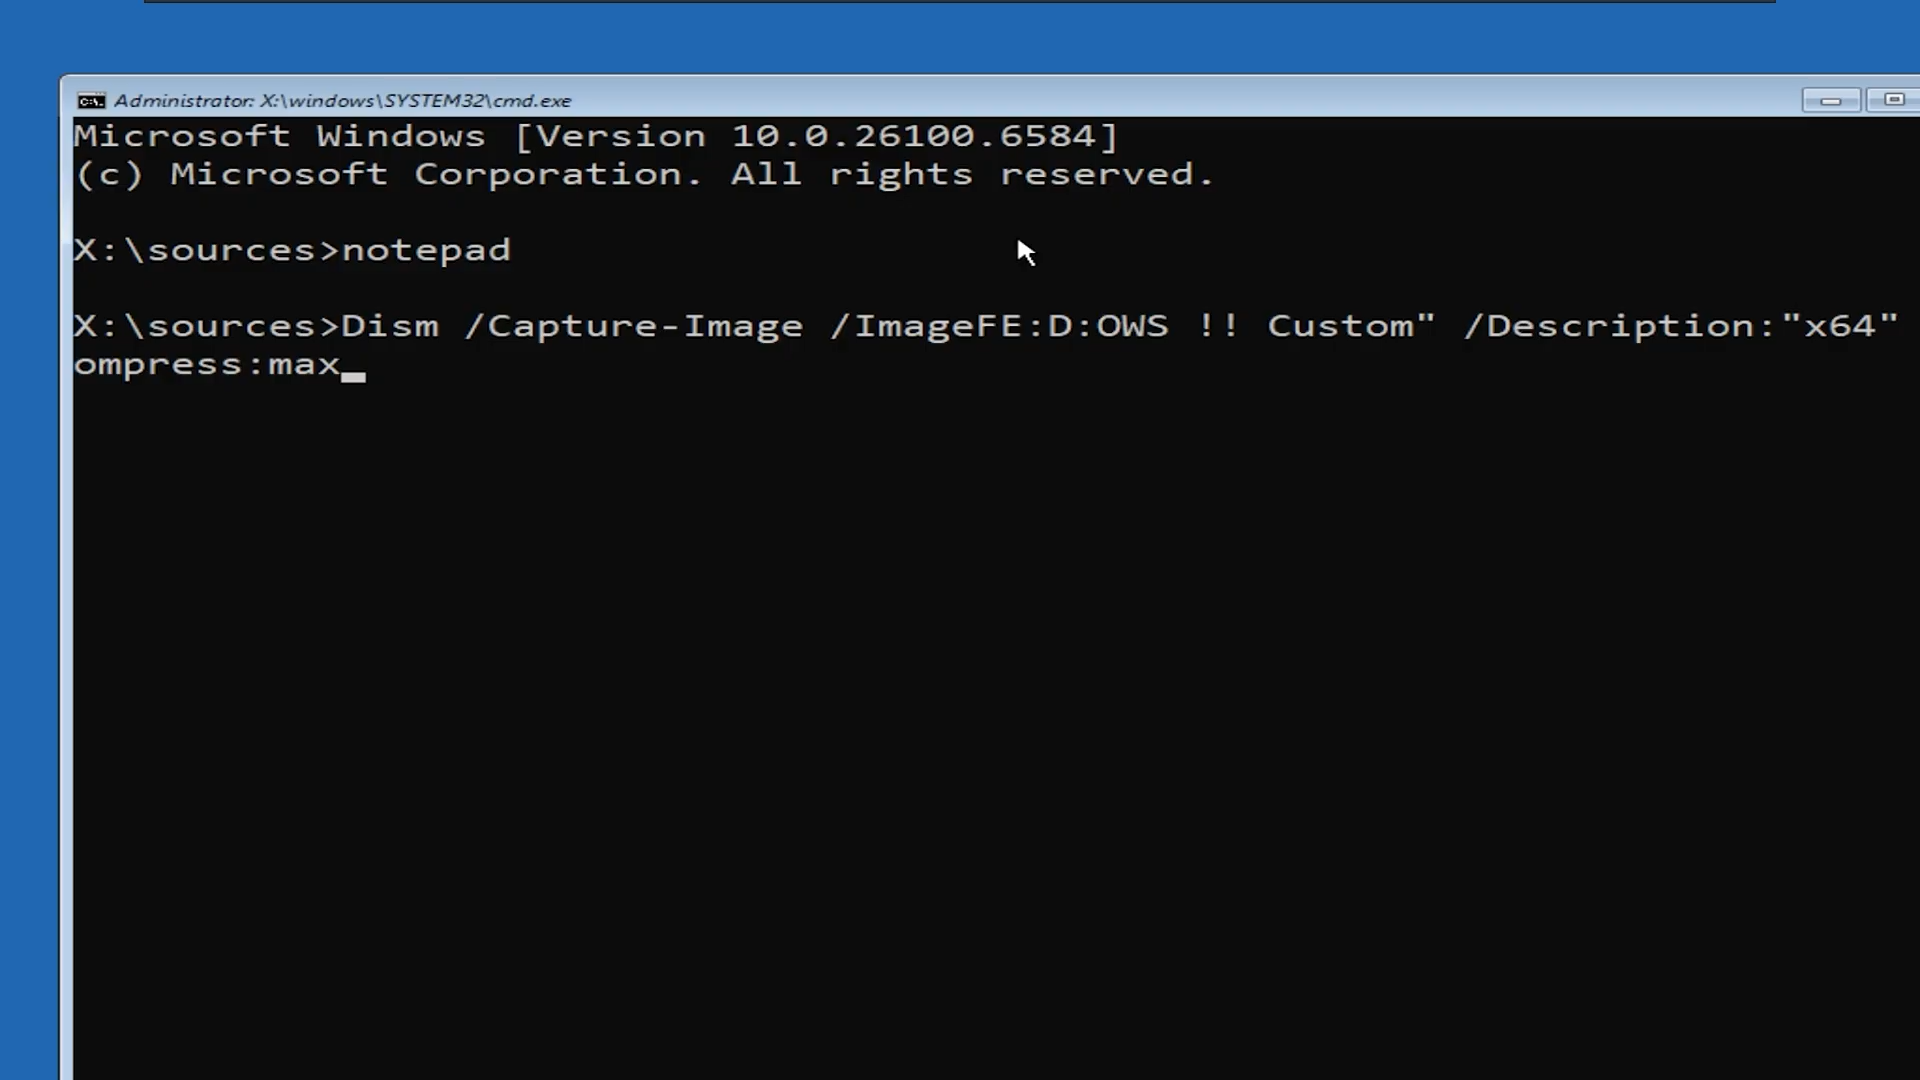 Administrator: X:\windows\SYSTEM32\cmd.exe
Microsoft Windows [Version 10.0.26100.6584]
(c) Microsoft Corporation. All rights reserved.
X:\sources>notepad
X:\sources>Dism /Capture-Image /ImageFE:D:OWS !! Custom" /Description:"x64"
ompress:max